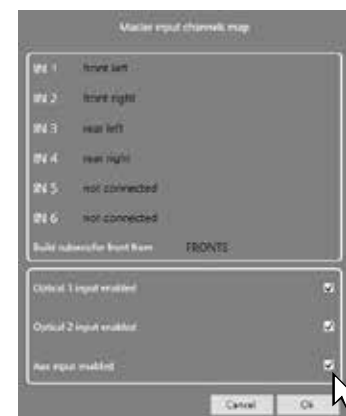 Master input channels map
IN 1 front left
IN 2 front right
IN 3 rear left
IN 4 rear right
IN 5 not connected
IN 6 not connected
Build subwoofer front from FRONTS
Optical 1 input enabled
Optical 2 input enabled
Aux input enabled
Cancel Ok